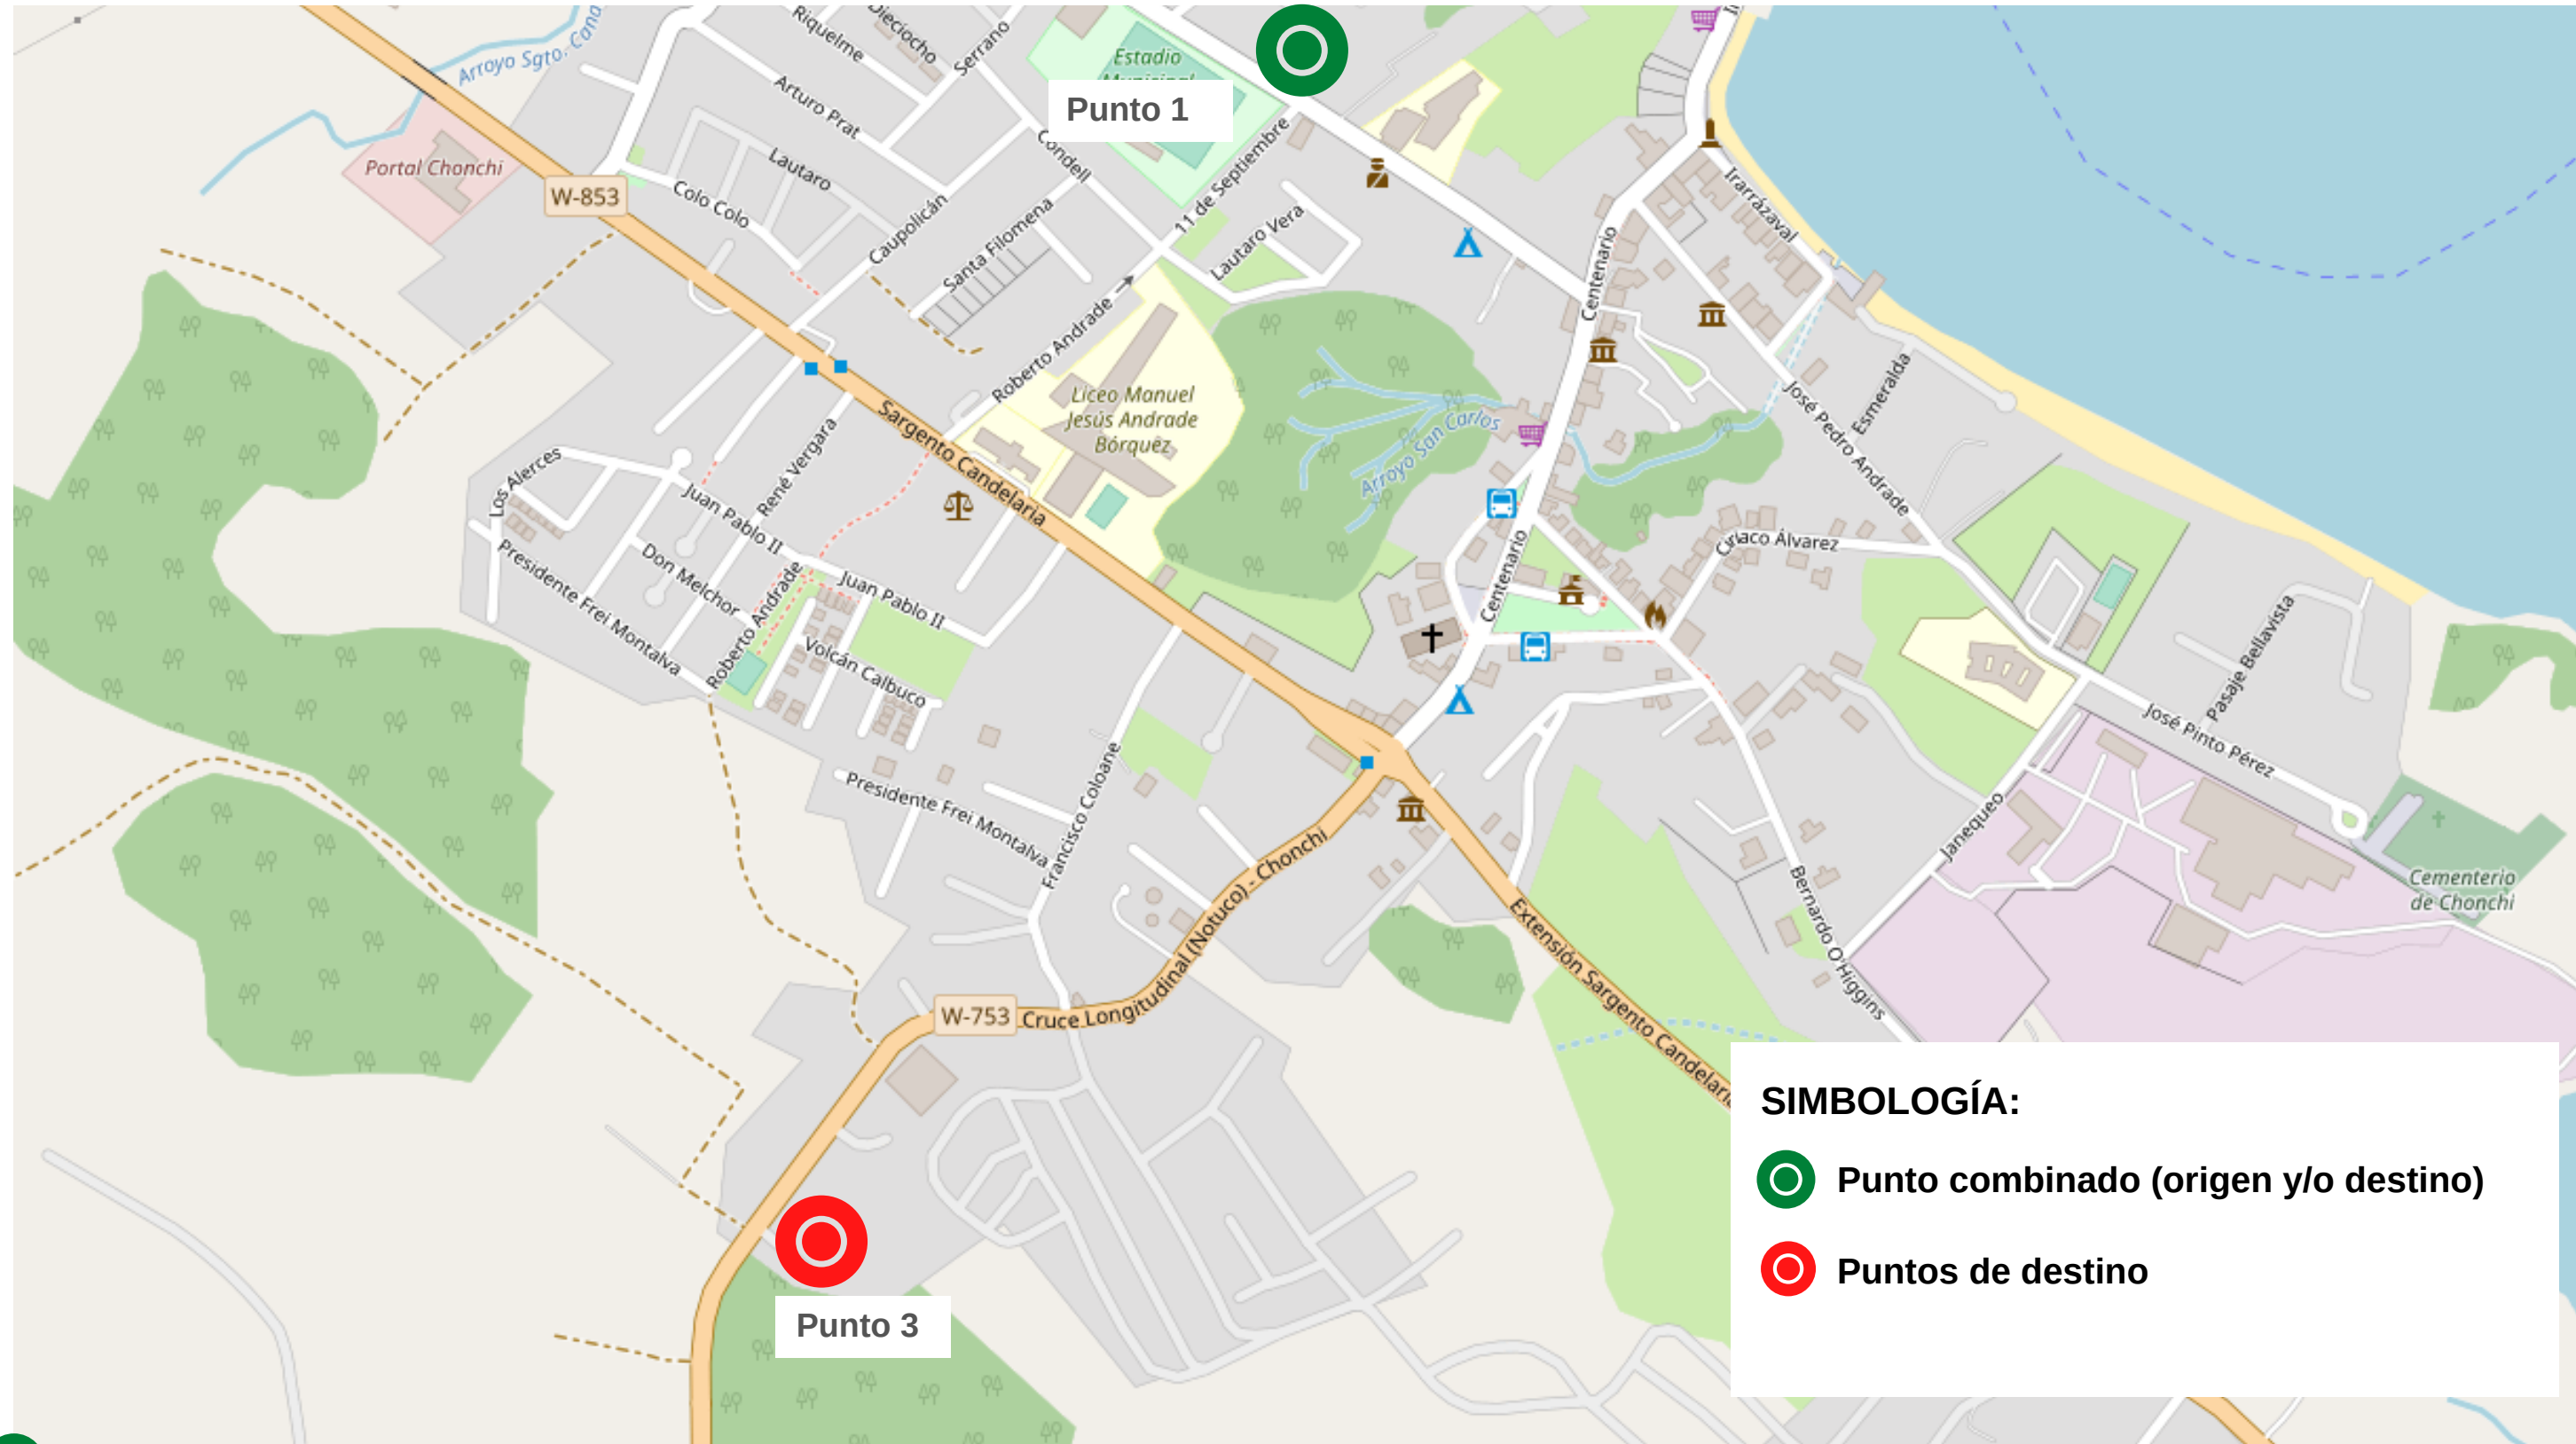 Arroyo Sgto. Cana
Riquelme
Dieciocho
Serrano
Estadio
Municipal
Punto 1
Arturo Prat
Portal Chonchi
W-853
Lautaro
Colo Colo
Condell
11 de Septiembre
Caupolicán
Santa Filomena
Lautaro Vera
Irarrázaval
Centenario
Roberto Andrade
Liceo Manuel
Jesús Andrade
Bórquez
Arroyo San Carlos
José Pedro Andrade
Esmeralda
Sargento Candelaria
Los Alerces
René Vergara
Juan Pablo II
Presidente Frei Montalva
Don Melchor
Roberto Andrade
Juan Pablo II
Volcán Calbuco
Centenario
Ciriaco Álvarez
Pasaje Bellavista
José Pinto Pérez
Presidente Frei Montalva
Francisco Coloane
Janequeo
Cementerio
de Chonchi
Bernardo O'Higgins
Extensión Sargento Candelaria
W-753
Cruce Longitudinal (Notuco) - Chonchi
Punto 3
SIMBOLOGÍA:
Punto combinado (origen y/o destino)
Puntos de destino